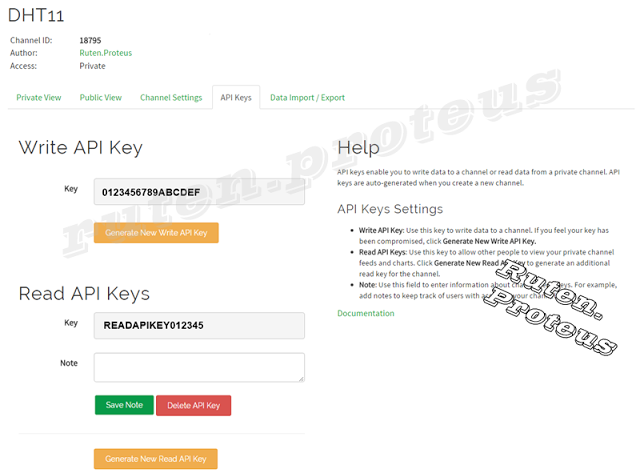 DHT11
Channel ID: 18795
Author: Ruten.Proteus
Access: Private
Private View Public View Channel Settings API Keys Data Import / Export
Write API Key
Key 0123456789ABCDEF
Generate New Write API Key
Read API Keys
Key READAPIKEY012345
Note
Save Note Delete API Key
Generate New Read API Key
Help
API keys enable you to write data to a channel or read data from a private channel. API
keys are auto-generated when you create a new channel.
API Keys Settings
Write API Key: Use this key to write data to a channel. If you feel your key has
been compromised, click Generate New Write API Key.
Read API Keys: Use this key to allow other people to view your private channel
feeds and charts. Click Generate New Read API Key to generate an additional
read key for the channel.
Note: Use this field to enter information about channel keys. For example,
add notes to keep track of users with access to your channel.
Documentation
ruten.proteus
Ruten.
Proteus